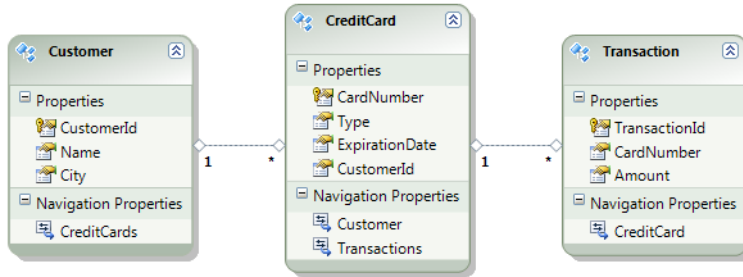 Customer
Properties
CustomerId
Name
City
Navigation Properties
CreditCards
1
*
CreditCard
Properties
CardNumber
Type
ExpirationDate
CustomerId
Navigation Properties
Customer
Transactions
1
*
Transaction
Properties
TransactionId
CardNumber
Amount
Navigation Properties
CreditCard